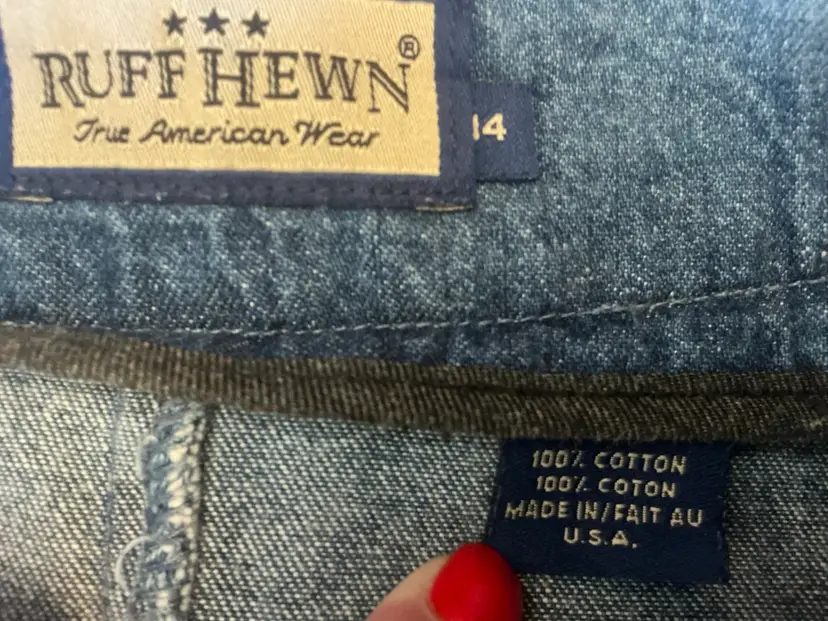 RUFF HEWN®
True American Wear
14
100% COTTON
100% COTON
MADE IN/FAIT AU
U.S.A.